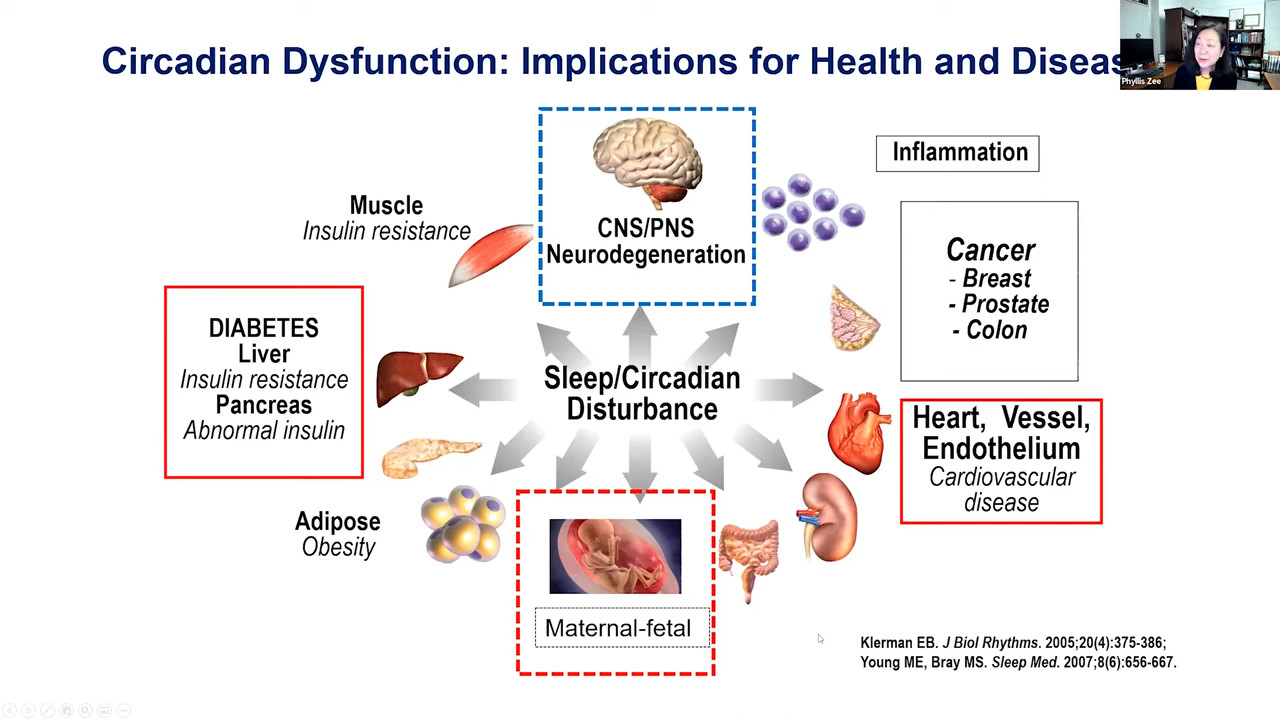 Circadian Dysfunction: Implications for Health and Diseas
Phyllis Zee
Inflammation
Muscle
Insulin resistance
CNS/PNS
Neurodegeneration
Cancer
- Breast
- Prostate
- Colon
DIABETES
Liver
Insulin resistance
Pancreas
Abnormal insulin
Sleep/Circadian
Disturbance
Heart, Vessel,
Endothelium
Cardiovascular
disease
Adipose
Obesity
Maternal-fetal
Klerman EB. J Biol Rhythms. 2005;20(4):375-386;
Young ME, Bray MS. Sleep Med. 2007;8(6):656-667.